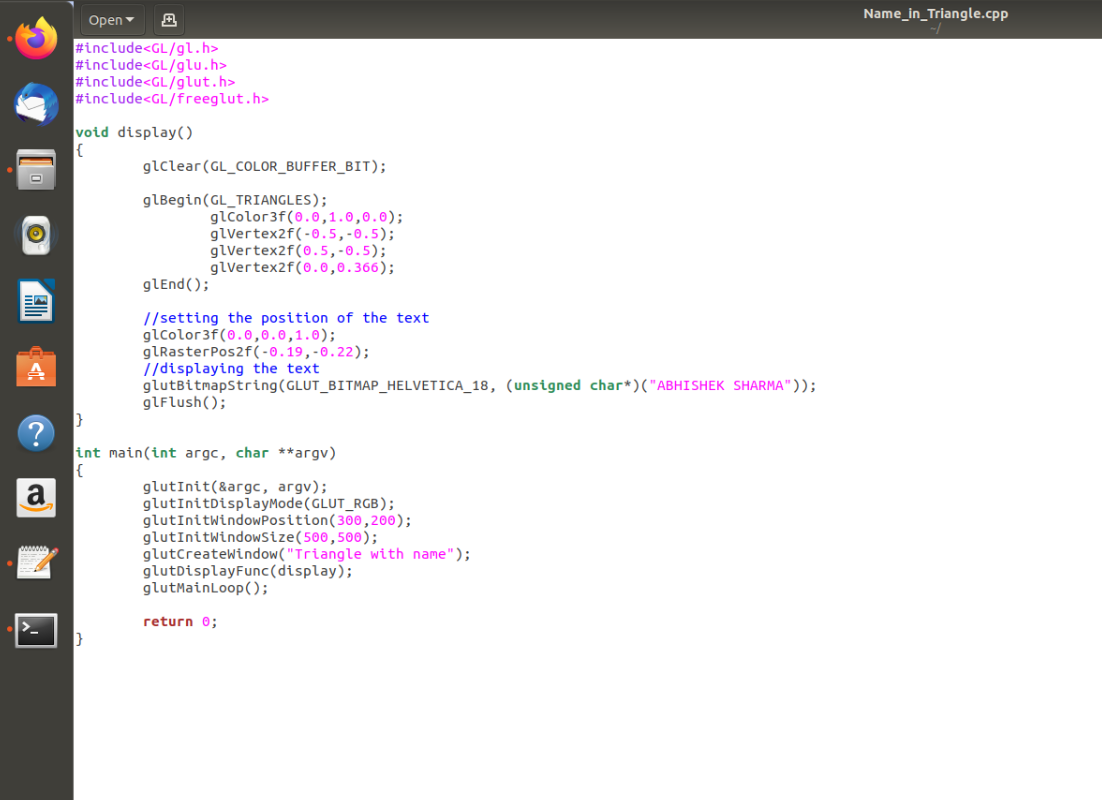 Open
Name_in_Triangle.cpp
~/
#include<GL/gl.h>
#include<GL/glu.h>
#include<GL/glut.h>
#include<GL/freeglut.h>
void display()
{
glClear(GL_COLOR_BUFFER_BIT);
glBegin(GL_TRIANGLES);
glColor3f(0.0,1.0,0.0);
glVertex2f(-0.5,-0.5);
glVertex2f(0.5,-0.5);
glVertex2f(0.0,0.366);
glEnd();
//setting the position of the text
glColor3f(0.0,0.0,1.0);
glRasterPos2f(-0.19,-0.22);
//displaying the text
glutBitmapString(GLUT_BITMAP_HELVETICA_18, (unsigned char*)("ABHISHEK SHARMA"));
glFlush();
}
int main(int argc, char **argv)
{
glutInit(&argc, argv);
glutInitDisplayMode(GLUT_RGB);
glutInitWindowPosition(300,200);
glutInitWindowSize(500,500);
glutCreateWindow("Triangle with name");
glutDisplayFunc(display);
glutMainLoop();
return 0;
}